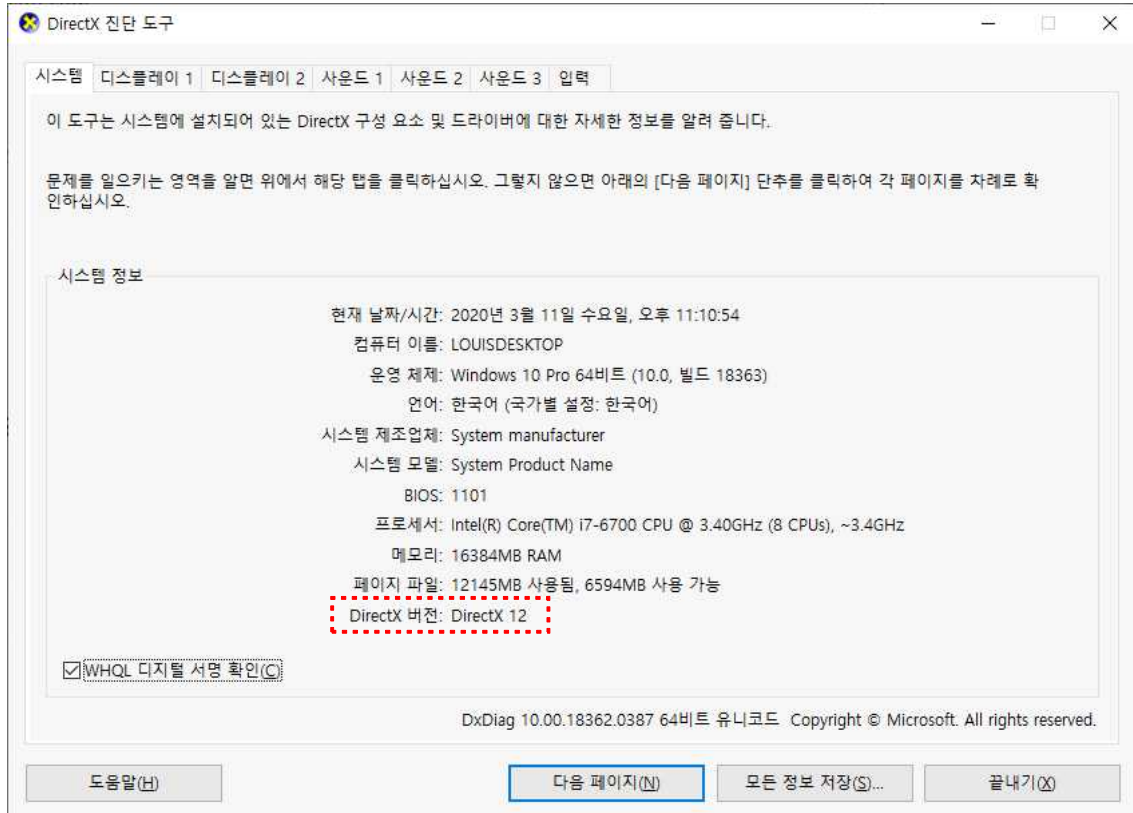 DirectX 진단 도구
시스템 디스플레이 1 디스플레이 2 사운드 1 사운드 2 사운드 3 입력
이 도구는 시스템에 설치되어 있는 DirectX 구성 요소 및 드라이버에 대한 자세한 정보를 알려 줍니다.
문제를 일으키는 영역을 알면 위에서 해당 탭을 클릭하십시오. 그렇지 않으면 아래의 [다음 페이지] 단추를 클릭하여 각 페이지를 차례로 확
인하십시오.
시스템 정보
현재 날짜/시간: 2020년 3월 11일 수요일, 오후 11:10:54
컴퓨터 이름: LOUISDESKTOP
운영 체제: Windows 10 Pro 64비트 (10.0, 빌드 18363)
언어: 한국어 (국가별 설정: 한국어)
시스템 제조업체: System manufacturer
시스템 모델: System Product Name
BIOS: 1101
프로세서: Intel(R) Core(TM) i7-6700 CPU @ 3.40GHz (8 CPUs), ~3.4GHz
메모리: 16384MB RAM
페이지 파일: 12145MB 사용됨, 6594MB 사용 가능
DirectX 버전: DirectX 12
WHQL 디지털 서명 확인(C)
DxDiag 10.00.18362.0387 64비트 유니코드 Copyright © Microsoft. All rights reserved.
도움말(H) 다음 페이지(N) 모든 정보 저장(S)... 끝내기(X)